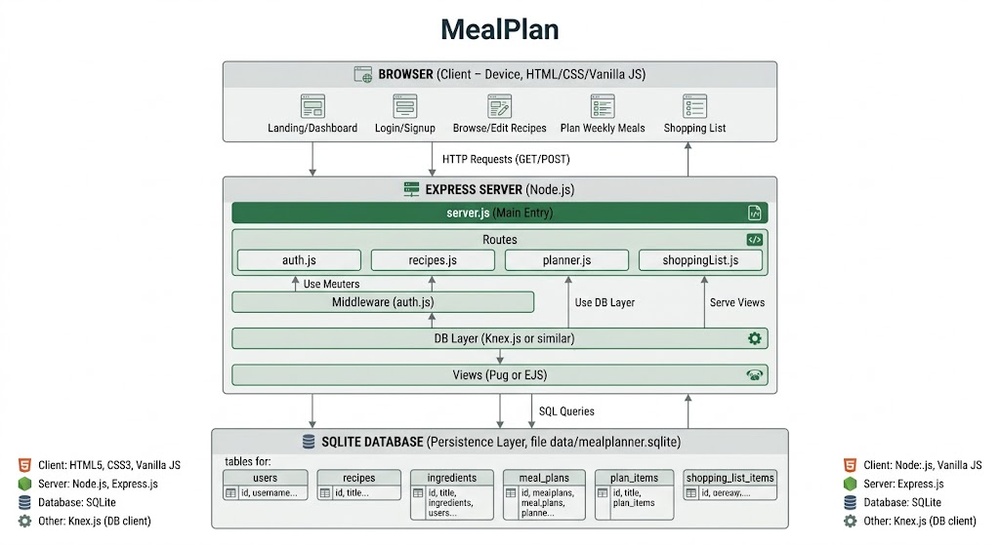 MealPlan
BROWSER (Client – Device, HTML/CSS/Vanilla JS)
Landing/Dashboard
Login/Signup
Browse/Edit Recipes
Plan Weekly Meals
Shopping List
HTTP Requests (GET/POST)
EXPRESS SERVER (Node.js)
server.js (Main Entry)
Routes
auth.js
recipes.js
planner.js
shoppingList.js
Use Meuters
Middleware (auth.js)
Use DB Layer
Serve Views
DB Layer (Knex.js or similar)
Views (Pug or EJS)
SQL Queries
SQLITE DATABASE (Persistence Layer, file data/mealplanner.sqlite)
tables for:
users
id, username...
recipes
id, title...
ingredients
id, title,
ingredients,
users...
meal_plans
id, mealplans,
meal,plans,
planne...
plan_items
id, title,
plan_items
shopping_list_items
id,
Client: HTML5, CSS3, Vanilla JS
Server: Node.js, Express.js
Database: SQLite
Other: Knex.js (DB client)
Client: Node:.js, Vanilla JS
Server: Express.js
Database: SQLite
Other: Knex.js (DB client)